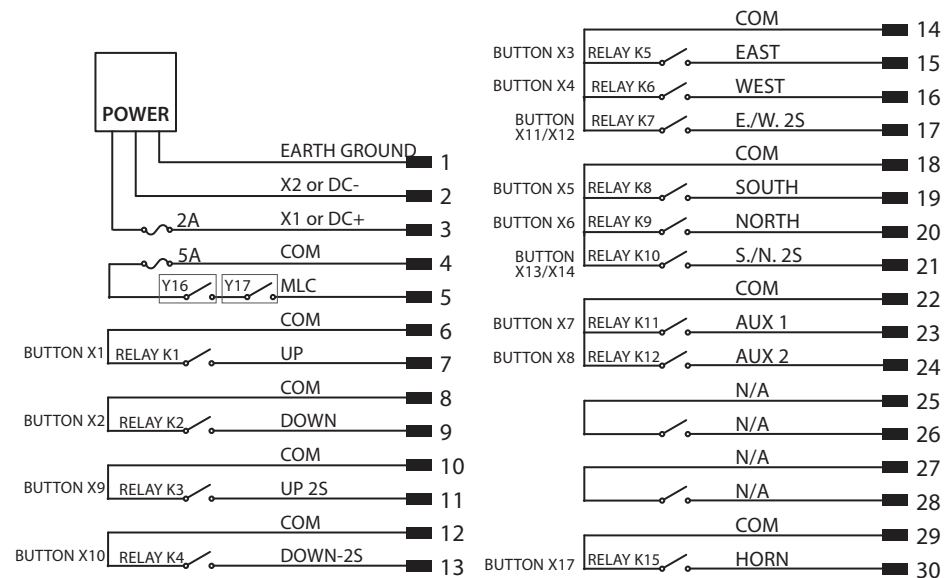 POWER
EARTH GROUND 1
X2 or DC- 2
2A X1 or DC+ 3
5A COM 4
Y16 Y17 MLC 5
COM 6
BUTTON X1 RELAY K1 UP 7
COM 8
BUTTON X2 RELAY K2 DOWN 9
COM 10
BUTTON X9 RELAY K3 UP 2S 11
COM 12
BUTTON X10 RELAY K4 DOWN-2S 13
COM 14
BUTTON X3 RELAY K5 EAST 15
BUTTON X4 RELAY K6 WEST 16
BUTTON
X11/X12 RELAY K7 E./W. 2S 17
COM 18
BUTTON X5 RELAY K8 SOUTH 19
BUTTON X6 RELAY K9 NORTH 20
BUTTON
X13/X14 RELAY K10 S./N. 2S 21
COM 22
BUTTON X7 RELAY K11 AUX 1 23
BUTTON X8 RELAY K12 AUX 2 24
N/A 25
N/A 26
N/A 27
N/A 28
COM 29
BUTTON X17 RELAY K15 HORN 30